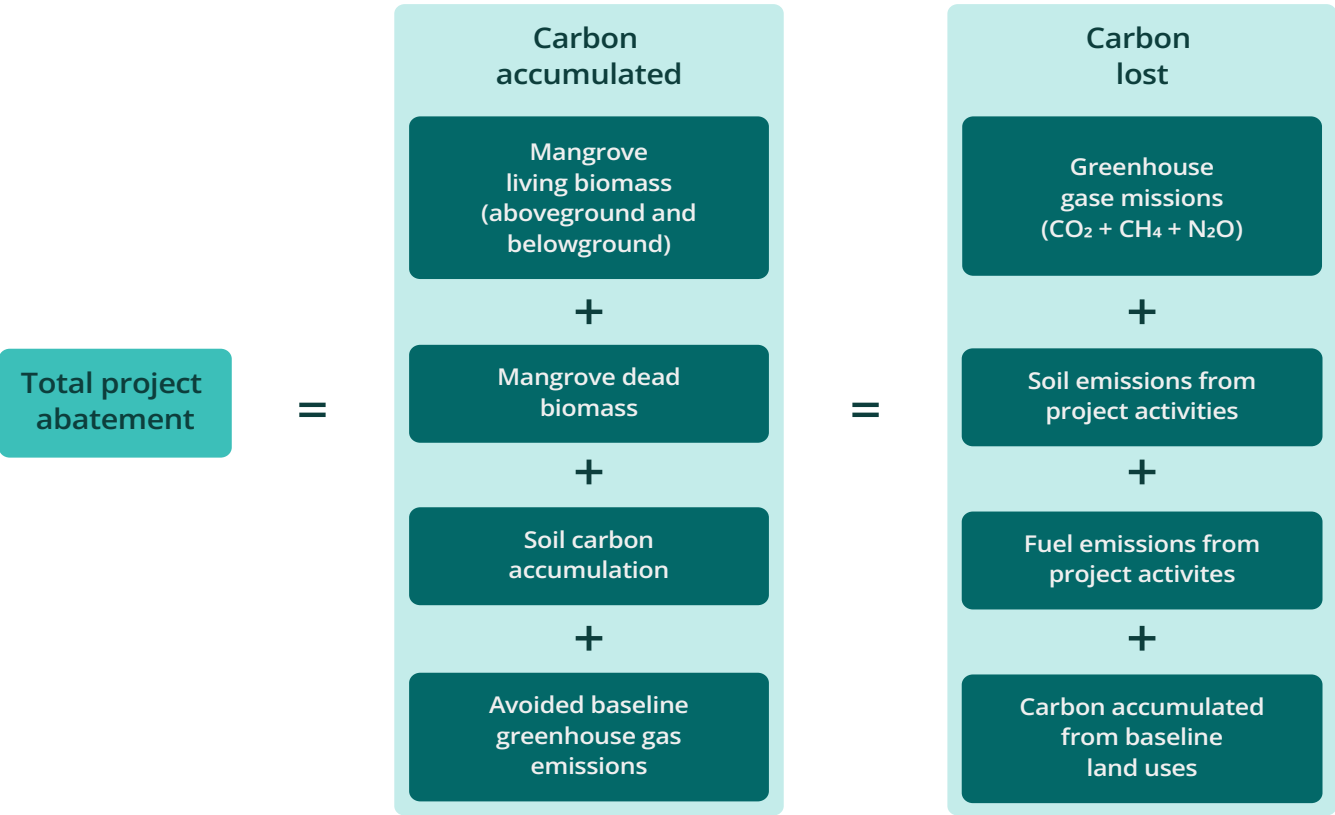 Total project
abatement
=
Carbon
accumulated
Mangrove
living biomass
(aboveground and
belowground)
+
Mangrove dead
biomass
+
Soil carbon
accumulation
+
Avoided baseline
greenhouse gas
emissions
=
Carbon
lost
Greenhouse
gase missions
(CO₂ + CH₄ + N₂O)
+
Soil emissions from
project activities
+
Fuel emissions from
project activites
+
Carbon accumulated
from baseline
land uses